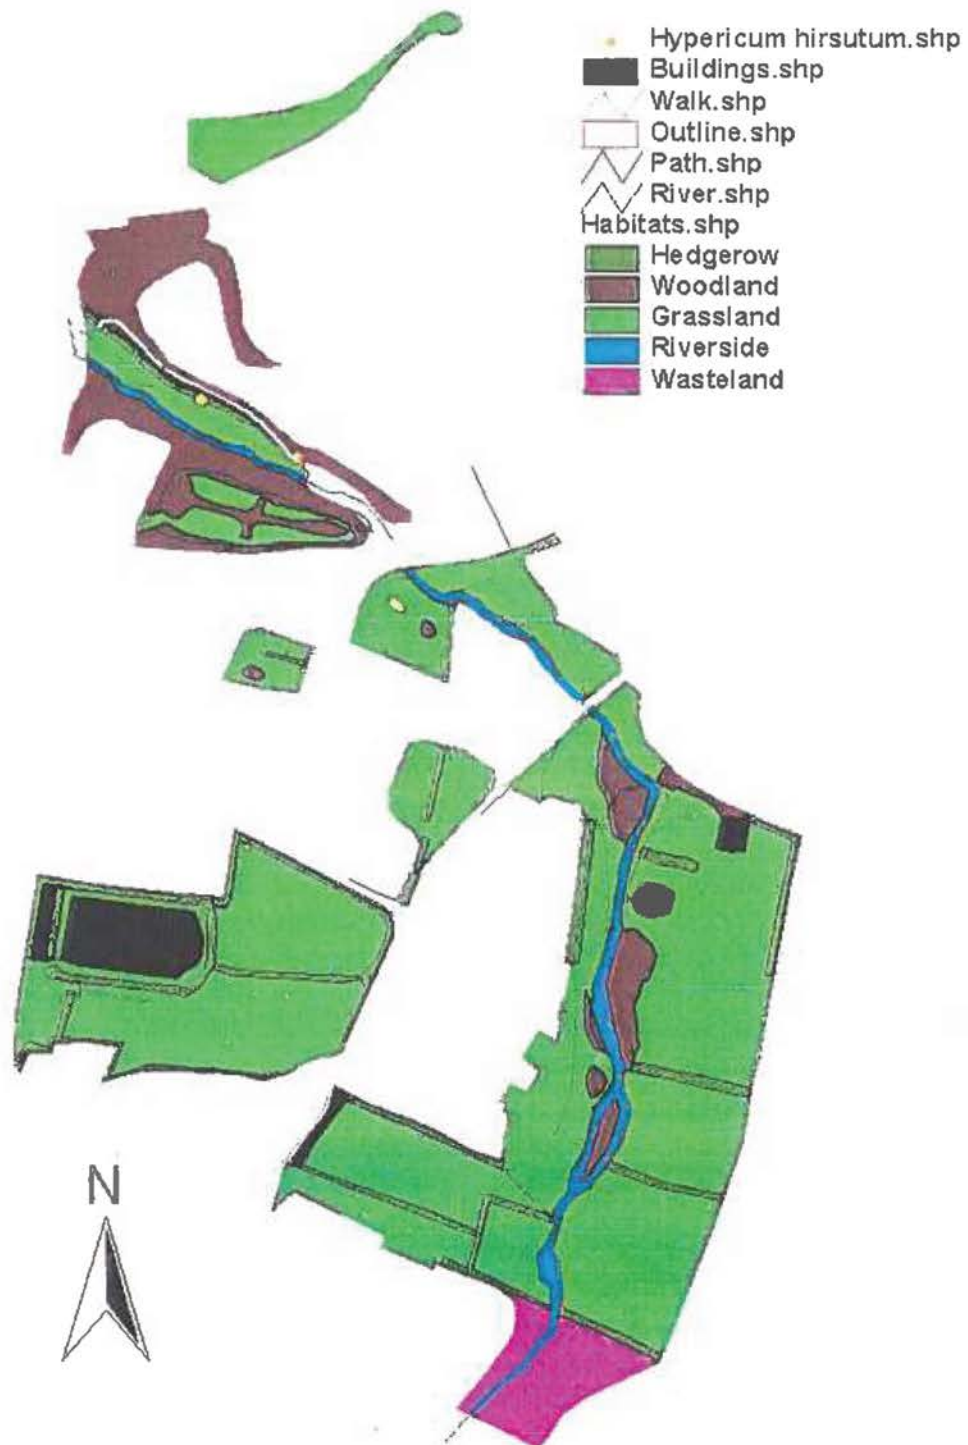 Hypericum hirsutum.shp
Buildings.shp
Walk.shp
Outline.shp
Path.shp
River.shp
Habitats.shp
Hedgerow
Woodland
Grassland
Riverside
Wasteland
N